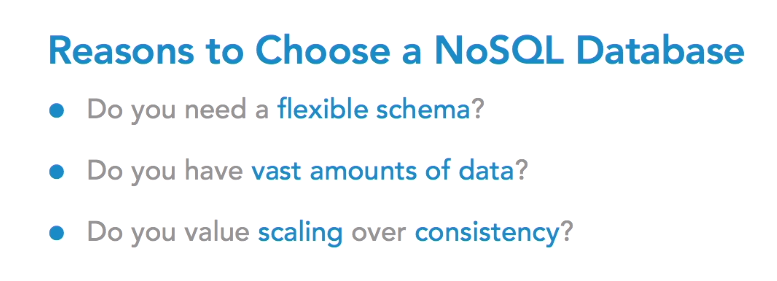 Reasons to Choose a NoSQL Database
• Do you need a flexible schema?
• Do you have vast amounts of data?
• Do you value scaling over consistency?